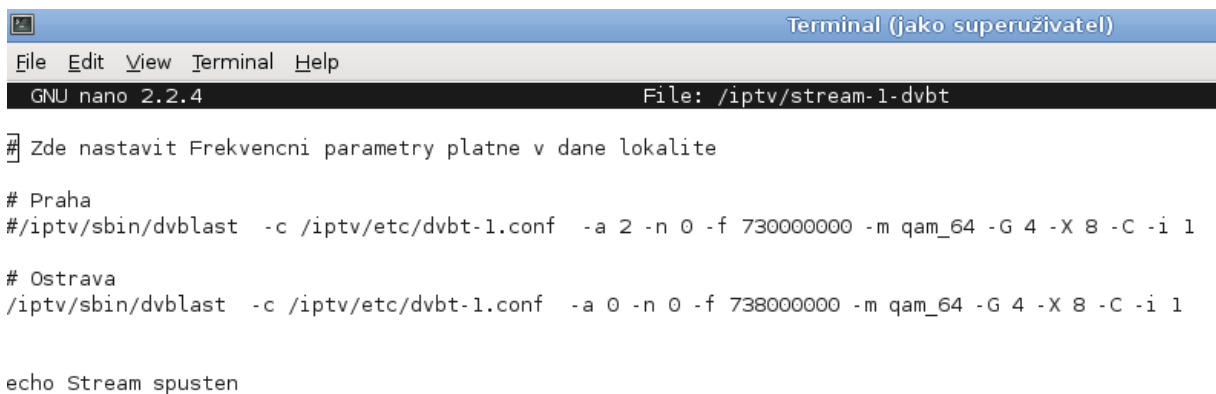 Terminal (jako superuživatel)
File Edit View Terminal Help
GNU nano 2.2.4 File: /iptv/stream-1-dvbt
# Zde nastavit Frekvencni parametry platne v dane lokalite
# Praha
#/iptv/sbin/dvblast -c /iptv/etc/dvbt-1.conf -a 2 -n 0 -f 730000000 -m qam_64 -G 4 -X 8 -C -i 1
# Ostrava
/iptv/sbin/dvblast -c /iptv/etc/dvbt-1.conf -a 0 -n 0 -f 738000000 -m qam_64 -G 4 -X 8 -C -i 1
echo Stream spusten